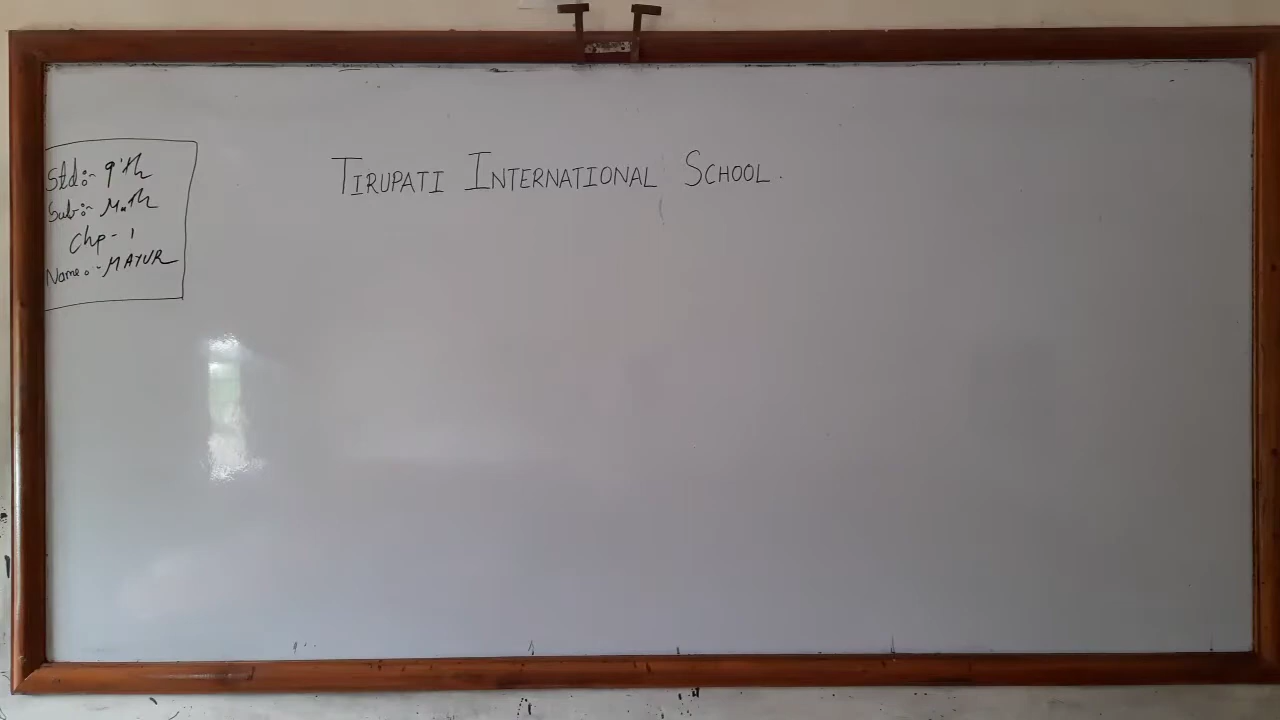 TIRUPATI INTERNATIONAL SCHOOL.
Std:- 9'th
Sub:- Math
Chp- 1
Name:- MAYUR